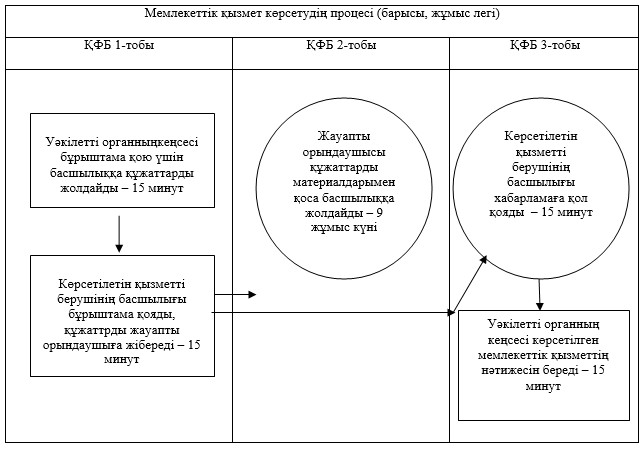 Мемлекеттік қызмет көрсетудің процесі (барысы, жұмыс легі)
ҚФБ 1-тобы
ҚФБ 2-тобы
ҚФБ 3-тобы
Уәкілетті органныңкеңсесі
бұрыштама қою үшін
басшылыққа құжаттарды
жолдайды – 15 минут
Көрсетілетін қызметті
берушінің басшылығы
бұрыштама қояды,
құжаттрды жауапты
орындаушыға жібереді – 15
минут
Жауапты
орындаушысы
құжаттарды
материалдарымен
қоса басшылыққа
жолдайды – 9
жұмыс күні
Көрсетілетін
қызметті
берушінің
басшылығы
хабарламаға қол
қояды – 15 минут
Уәкілетті органның
кеңсесі көрсетілген
мемлекеттік қызметтің
нәтижесін береді – 15
минут